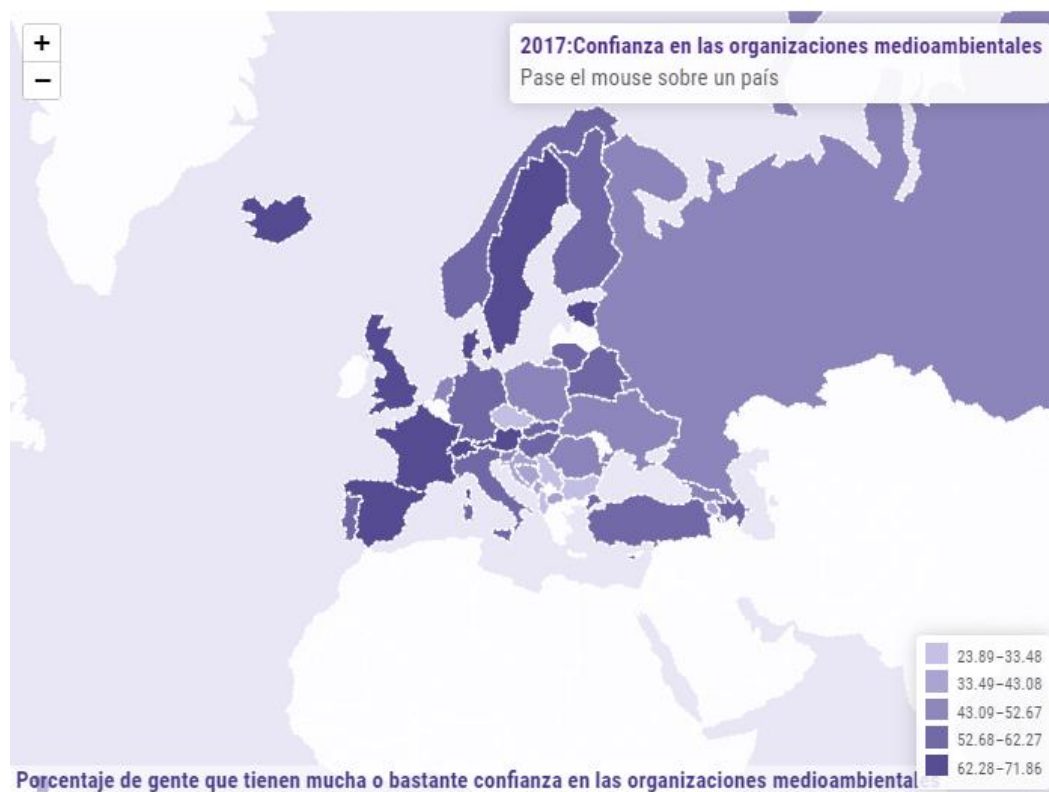 +
−
2017:Confianza en las organizaciones medioambientales
Pase el mouse sobre un país
23.89–33.48
33.49–43.08
43.09–52.67
52.68–62.27
62.28–71.86
Porcentaje de gente que tienen mucha o bastante confianza en las organizaciones medioambientales